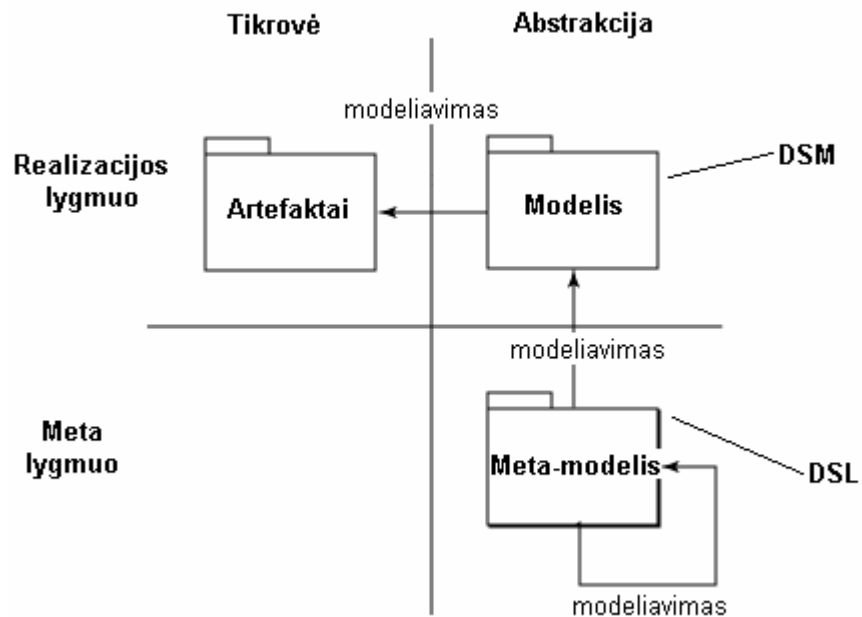 Tikrovė
Abstrakcija
modeliavimas
Realizacijos
lygmuo
Artefaktai
Modelis
DSM
modeliavimas
Meta
lygmuo
Meta-modelis
DSL
modeliavimas